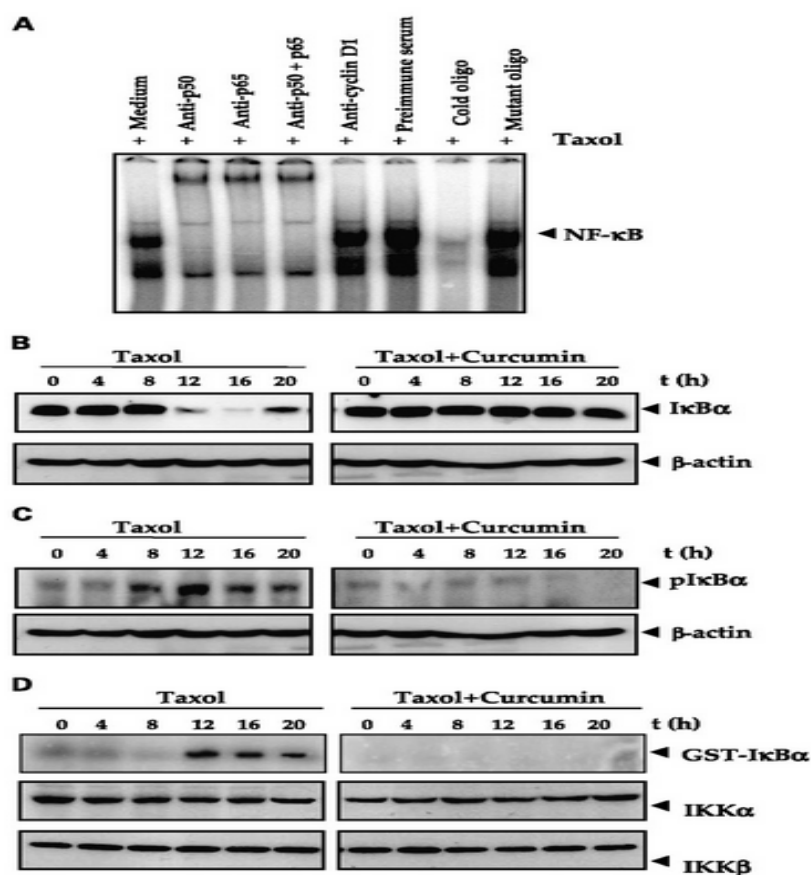 A
+ Medium
+ Anti-p50
+ Anti-p65
+ Anti-p50 + p65
+ Anti-cyclin D1
+ Preimmune serum
+ Cold oligo
+ Mutant oligo
Taxol
◄ NF-κB
B
Taxol Taxol+Curcumin
0 4 8 12 16 20 0 4 8 12 16 20 t (h)
◄ IκBα
◄ β-actin
C
Taxol Taxol+Curcumin
0 4 8 12 16 20 0 4 8 12 16 20 t (h)
◄ pIκBα
◄ β-actin
D
Taxol Taxol+Curcumin
0 4 8 12 16 20 0 4 8 12 16 20 t (h)
◄ GST-IκBα
◄ IKKα
◄ IKKβ